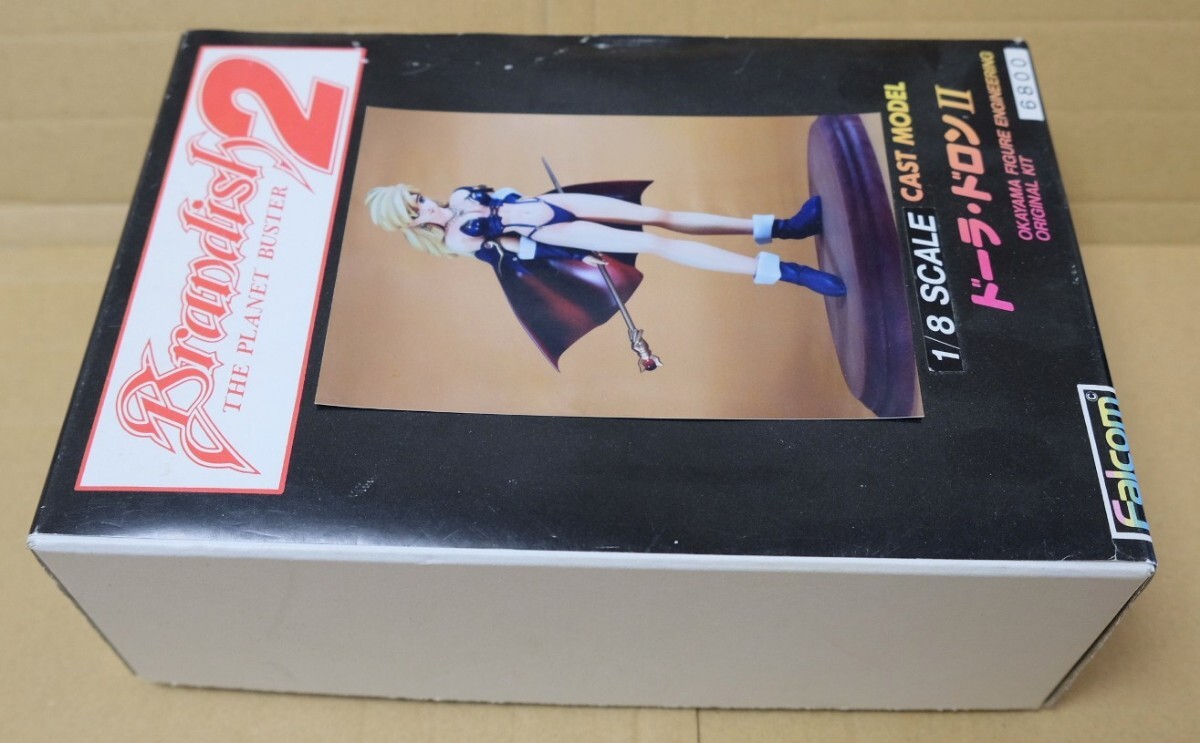 Brandish 2
THE PLANET BUSTER
1/8 SCALE CAST MODEL
ドーラ・ドロンII
OKAYAMA FIGURE ENGINEERING
ORIGINAL KIT
6800
Falcom ©